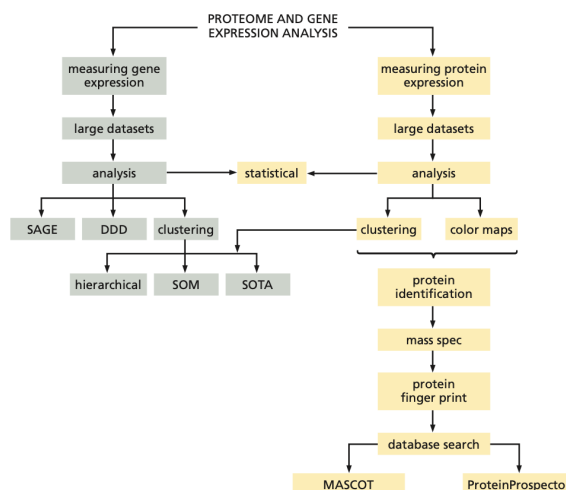 PROTEOME AND GENE
EXPRESSION ANALYSIS
measuring gene
expression
measuring protein
expression
large datasets
large datasets
analysis
statistical
analysis
SAGE
DDD
clustering
clustering
color maps
hierarchical
SOM
SOTA
protein
identification
mass spec
protein
finger print
database search
MASCOT
ProteinProspecto